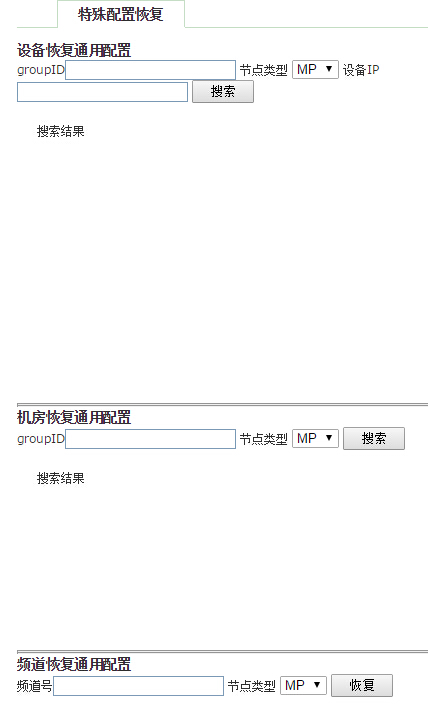 特殊配置恢复
设备恢复通用配置
groupID 节点类型 MP 设备IP
搜索
搜索结果
机房恢复通用配置
groupID 节点类型 MP 搜索
搜索结果
频道恢复通用配置
频道号 节点类型 MP 恢复